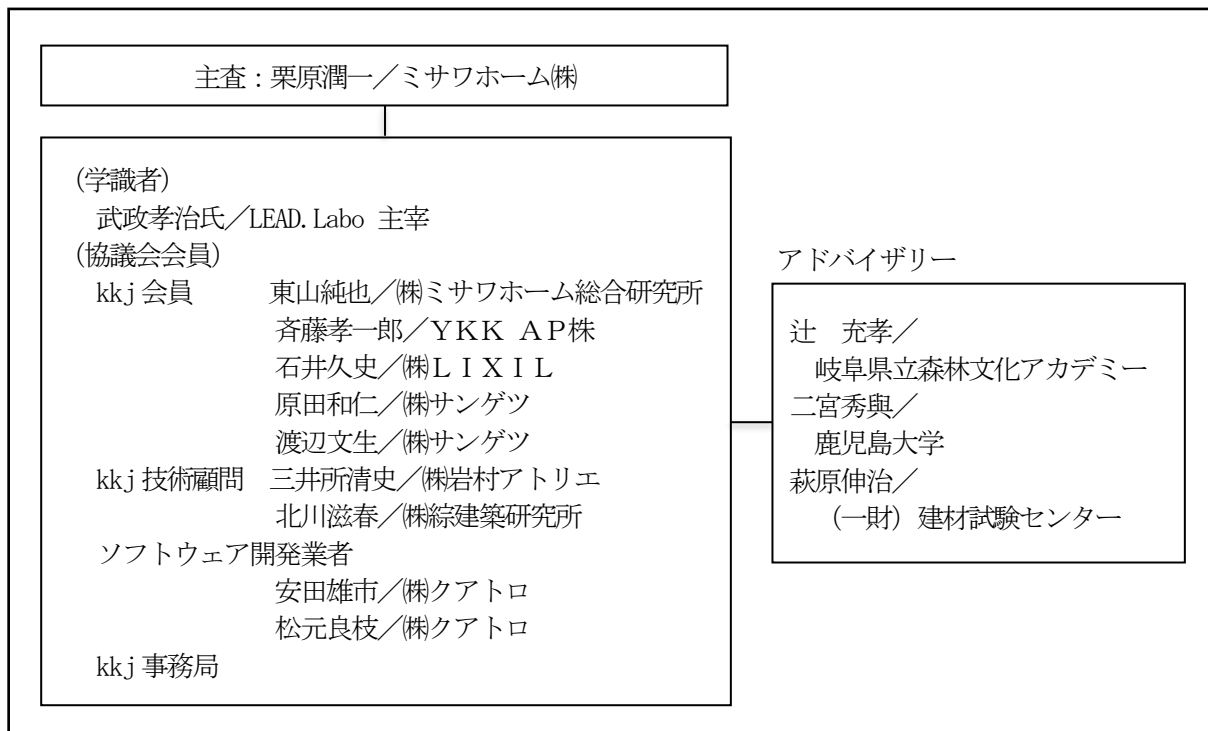 主査：栗原潤一／ミサワホーム㈱
（学識者）
武政孝治氏／LEAD.Labo 主宰
（協議会会員）
kkj 会員　東山純也／㈱ミサワホーム総合研究所
斉藤孝一郎／ＹＫＫ ＡＰ㈱
石井久史／㈱ＬＩＸＩＬ
原田和仁／㈱サンゲツ
渡辺文生／㈱サンゲツ
kkj 技術顧問　三井所清史／㈱岩村アトリエ
北川滋春／㈱綜建築研究所
ソフトウェア開発業者
安田雄市／㈱クアトロ
松元良枝／㈱クアトロ
kkj 事務局
アドバイザリー
辻　充孝／
岐阜県立森林文化アカデミー
二宮秀與／
鹿児島大学
萩原伸治／
（一財）建材試験センター